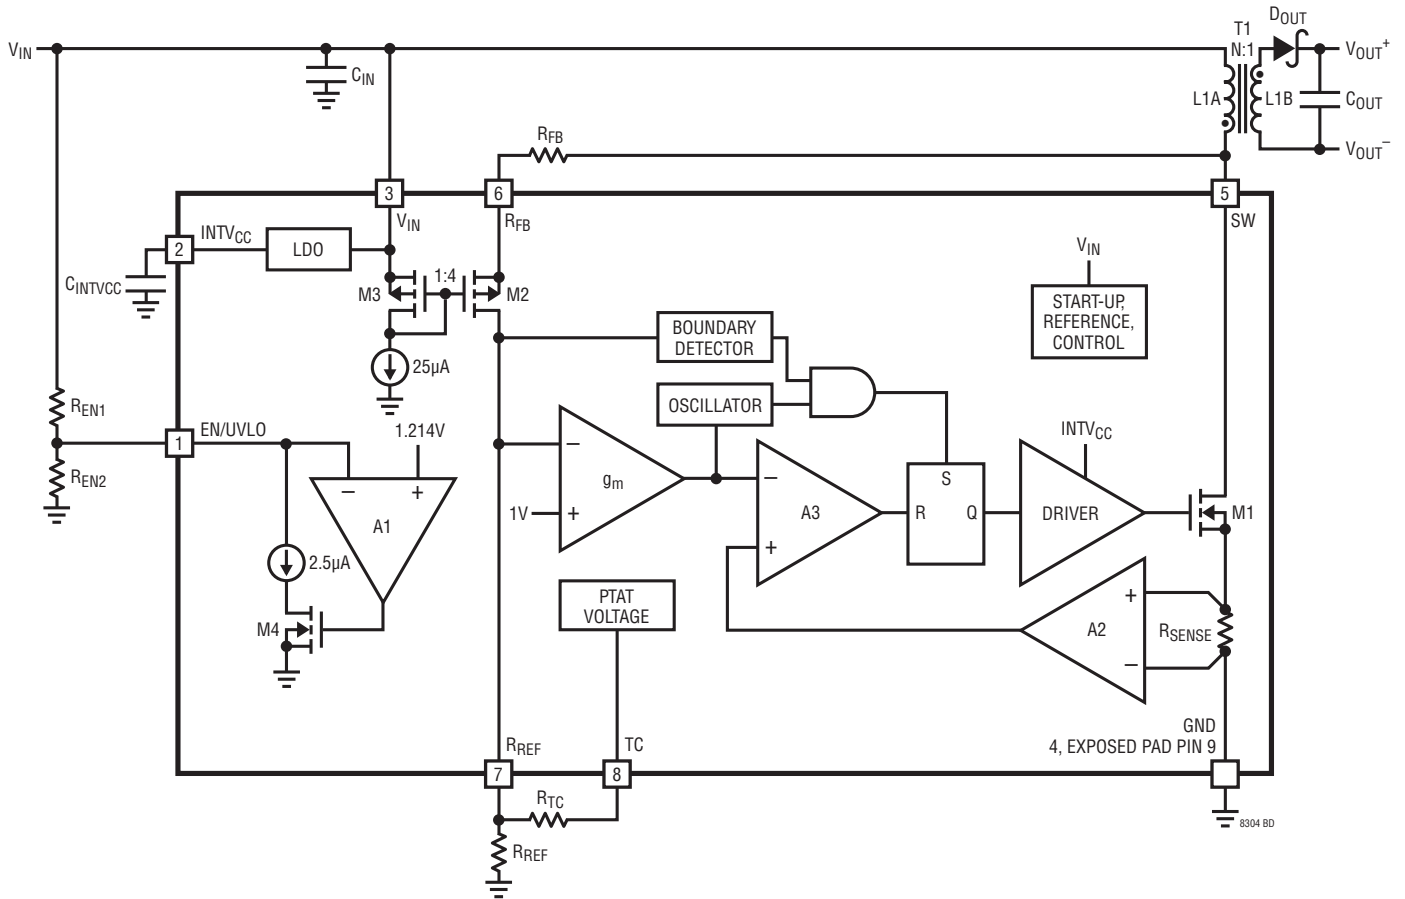 T1
N:1
DOUT
VIN
CIN
L1A
L1B
VOUT+
COUT
VOUT–
RFB
3
6
5
VIN
RFB
SW
2
INTVCC
LDO
CINTVCC
M3
1:4
M2
25µA
VIN
START-UP,
REFERENCE,
CONTROL
BOUNDARY
DETECTOR
OSCILLATOR
REN1
REN2
1
EN/UVLO
1.214V
–
+
A1
2.5µA
M4
–
gm
1V
+
–
A3
+
S
R
Q
INTVCC
DRIVER
M1
PTAT
VOLTAGE
+
A2
–
RSENSE
GND
4, EXPOSED PAD PIN 9
RREF
TC
7
8
RTC
RREF
8304 BD